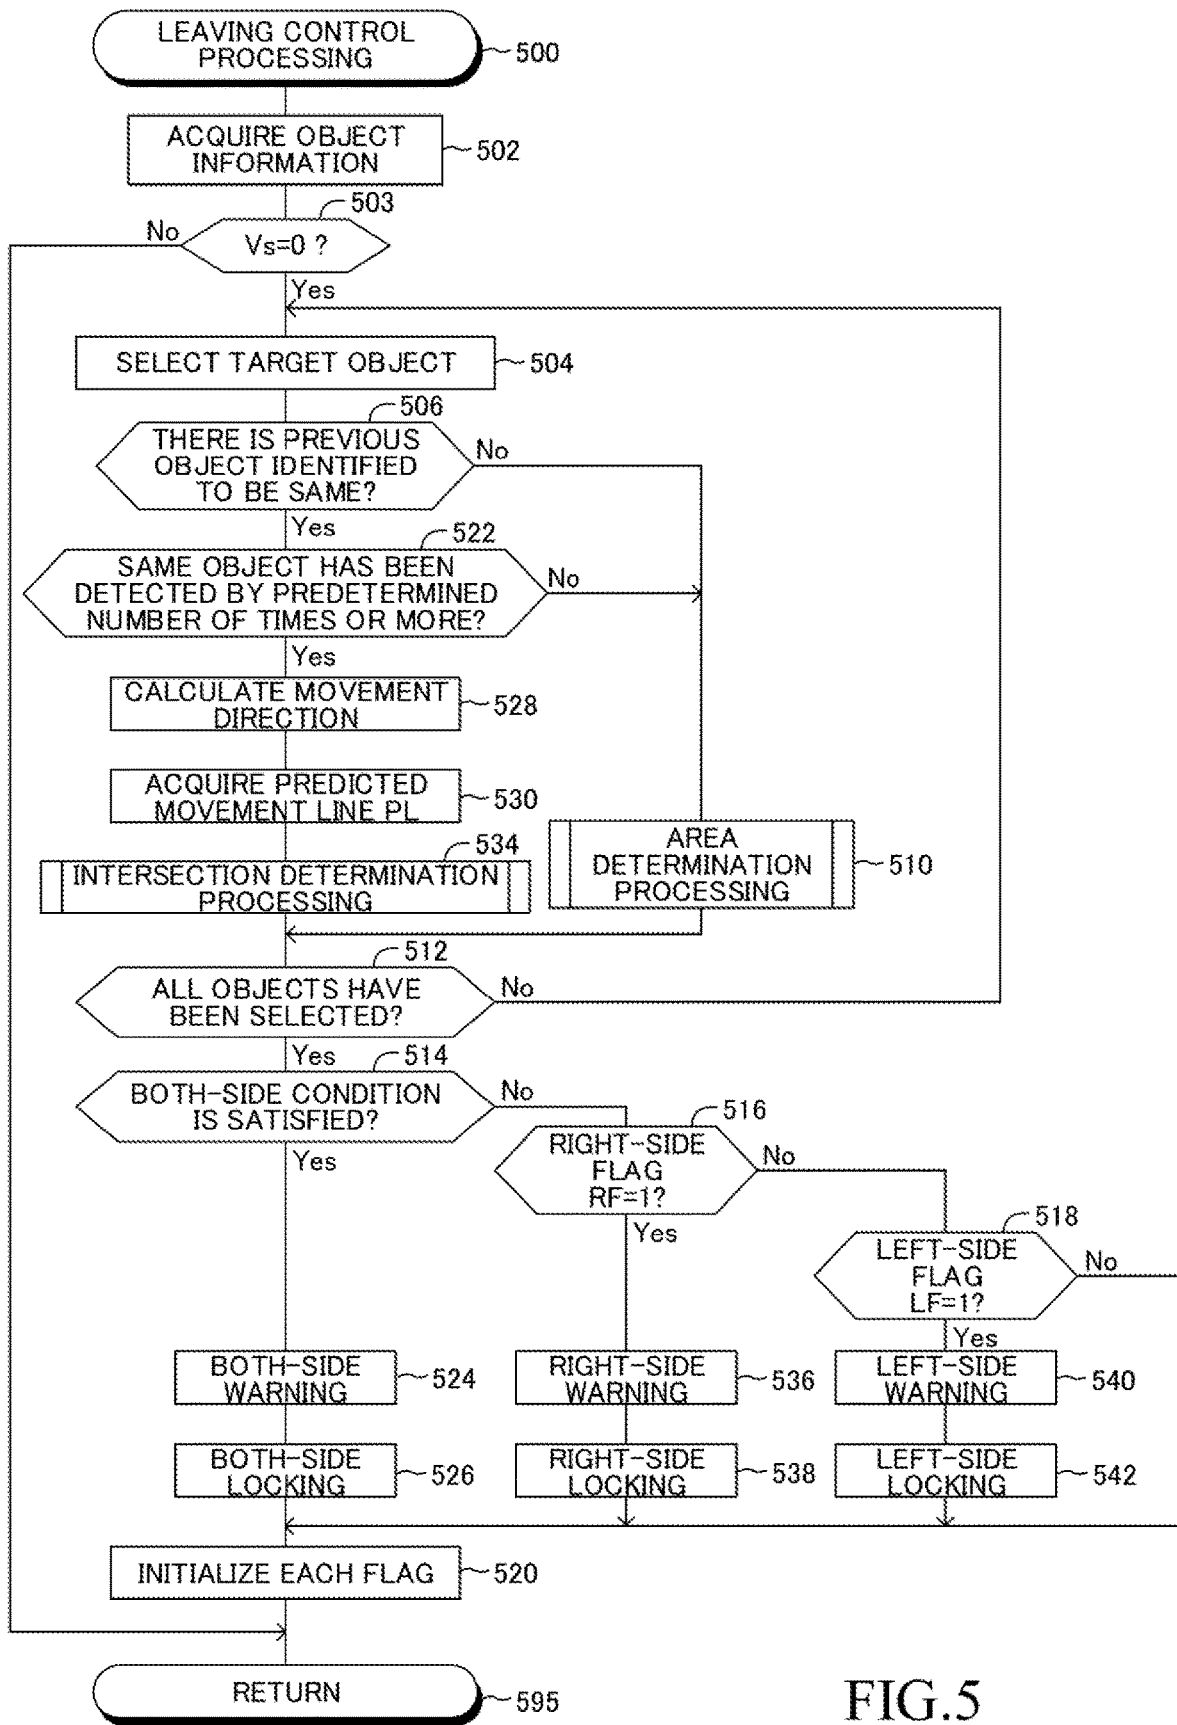 LEAVING CONTROL
PROCESSING
500
ACQUIRE OBJECT
INFORMATION
502
503
No
Vs=0 ?
Yes
SELECT TARGET OBJECT
504
506
THERE IS PREVIOUS
OBJECT IDENTIFIED
TO BE SAME?
No
Yes
522
SAME OBJECT HAS BEEN
DETECTED BY PREDETERMINED
NUMBER OF TIMES OR MORE?
No
Yes
CALCULATE MOVEMENT
DIRECTION
528
ACQUIRE PREDICTED
MOVEMENT LINE PL
530
534
INTERSECTION DETERMINATION
PROCESSING
AREA
DETERMINATION
PROCESSING
510
512
ALL OBJECTS HAVE
BEEN SELECTED?
No
Yes
514
BOTH-SIDE CONDITION
IS SATISFIED?
No
Yes
516
RIGHT-SIDE
FLAG
RF=1?
No
Yes
518
LEFT-SIDE
FLAG
LF=1?
No
Yes
BOTH-SIDE
WARNING
524
RIGHT-SIDE
WARNING
536
LEFT-SIDE
WARNING
540
BOTH-SIDE
LOCKING
526
RIGHT-SIDE
LOCKING
538
LEFT-SIDE
LOCKING
542
INITIALIZE EACH FLAG
520
RETURN
595
FIG.5